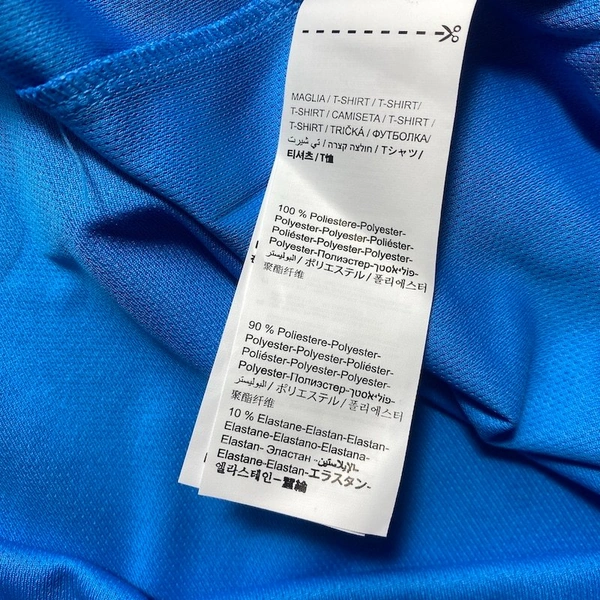 MAGLIA / T-SHIRT / T-SHIRT/
T-SHIRT / CAMISETA / T-SHIRT /
T-SHIRT / TRIČKÁ / ФУТБОЛКА/
تي شيرت / חולצה קצרה / Tシャツ/
티셔츠/T恤
100 % Poliestere-Polyester-
Polyester-Polyester-Poliéster-
Poliéster-Polyester-Polyester-
Polyester-Полиэстер-פוליאסטר-
البوليستر / ポリエステル / 폴리에스터
聚酯纤维
90 % Poliestere-Polyester-
Polyester-Polyester-Poliéster-
Poliéster-Polyester-Polyester-
Polyester-Полиэстер-פוליאסטר-
البوليستر / ポリエステル / 폴리에스터
聚酯纤维
10 % Elastane-Elastan-Elastan-
Elastane-Elastano-Elastana-
Elastan- Эластан -
Elastane-Elastan-エラスタン-
엘라스테인-